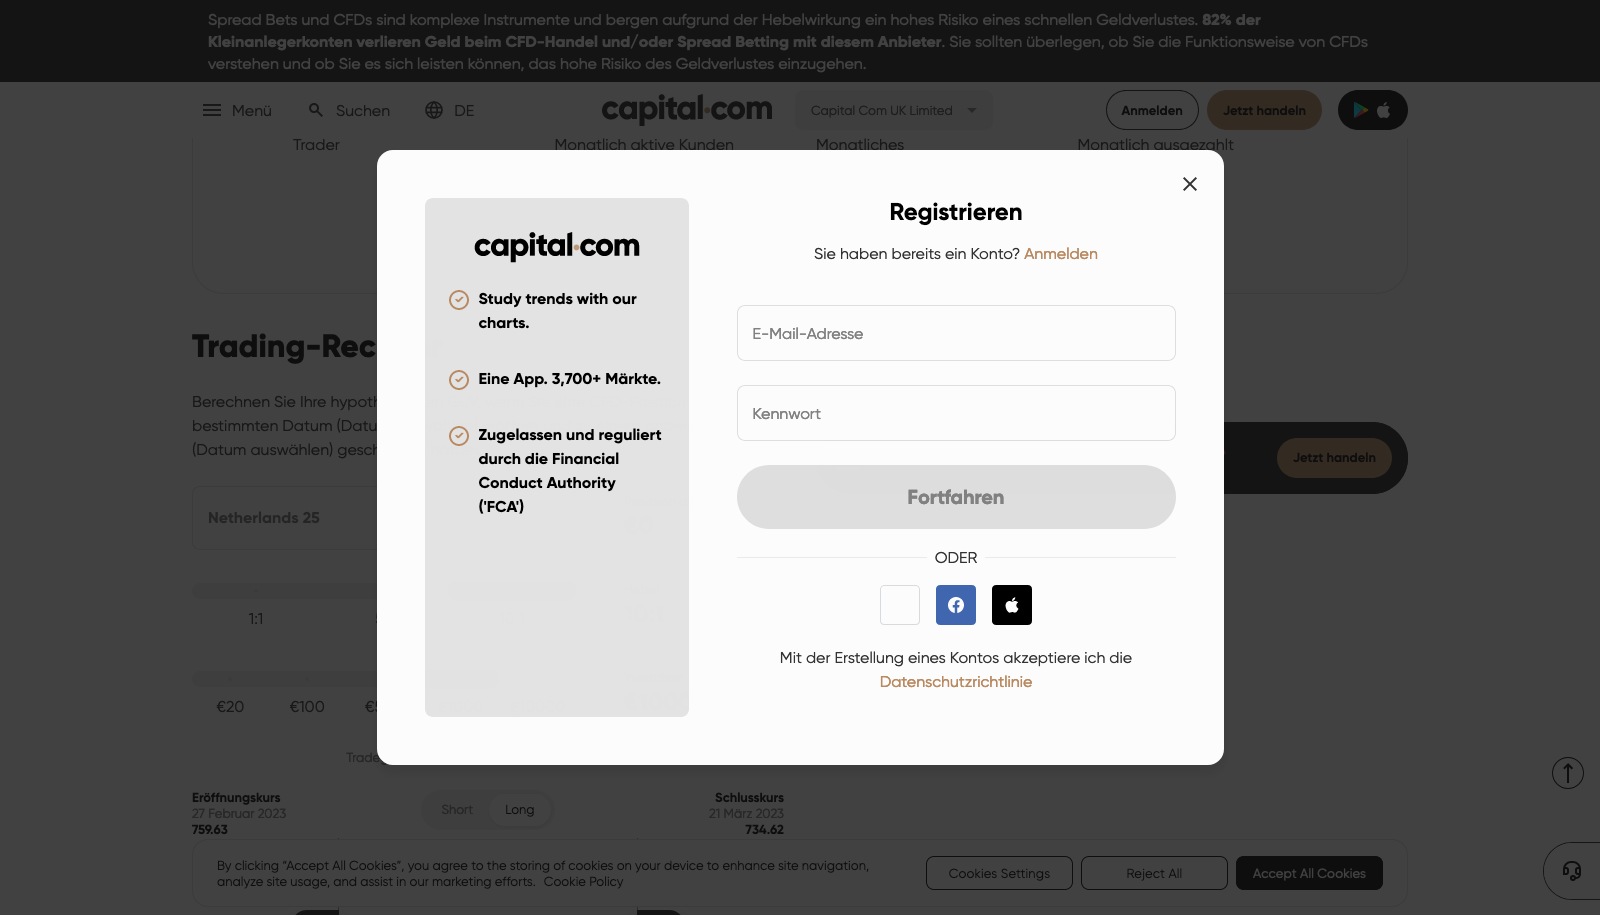 Spread Bets und CFDs sind komplexe Instrumente und bergen aufgrund der Hebelwirkung ein hohes Risiko eines schnellen Geldverlustes. 82% der
Kleinanlegerkonten verlieren Geld beim CFD-Handel und/oder Spread Betting mit diesem Anbieter. Sie sollten überlegen, ob Sie die Funktionsweise von CFDs
verstehen und ob Sie es sich leisten können, das hohe Risiko des Geldverlustes einzugehen.
Menü Suchen DE capital.com Capital Com UK Limited Anmelden Jetzt handeln
Trader Monatlich aktive Kunden Monatliches Monatlich ausgezahlt
capital.com
Study trends with our
charts.
Eine App. 3,700+ Märkte.
Zugelassen und reguliert
durch die Financial
Conduct Authority
('FCA')
Registrieren
Sie haben bereits ein Konto? Anmelden
E-Mail-Adresse
Kennwort
Fortfahren
ODER
Mit der Erstellung eines Kontos akzeptiere ich die
Datenschutzrichtlinie
Berechnen Sie Ihre
bestimmten Datum
(Datum auswählen)
Jetzt handeln
Netherlands 25
1:1
€20 €100
Eröffnungskurs
27 Februar 2023
759.63
Short Long
Schlusskurs
21 März 2023
734.62
By clicking “Accept All Cookies”, you agree to the storing of cookies on your device to enhance site navigation,
analyze site usage, and assist in our marketing efforts. Cookie Policy
Cookies Settings Reject All Accept All Cookies